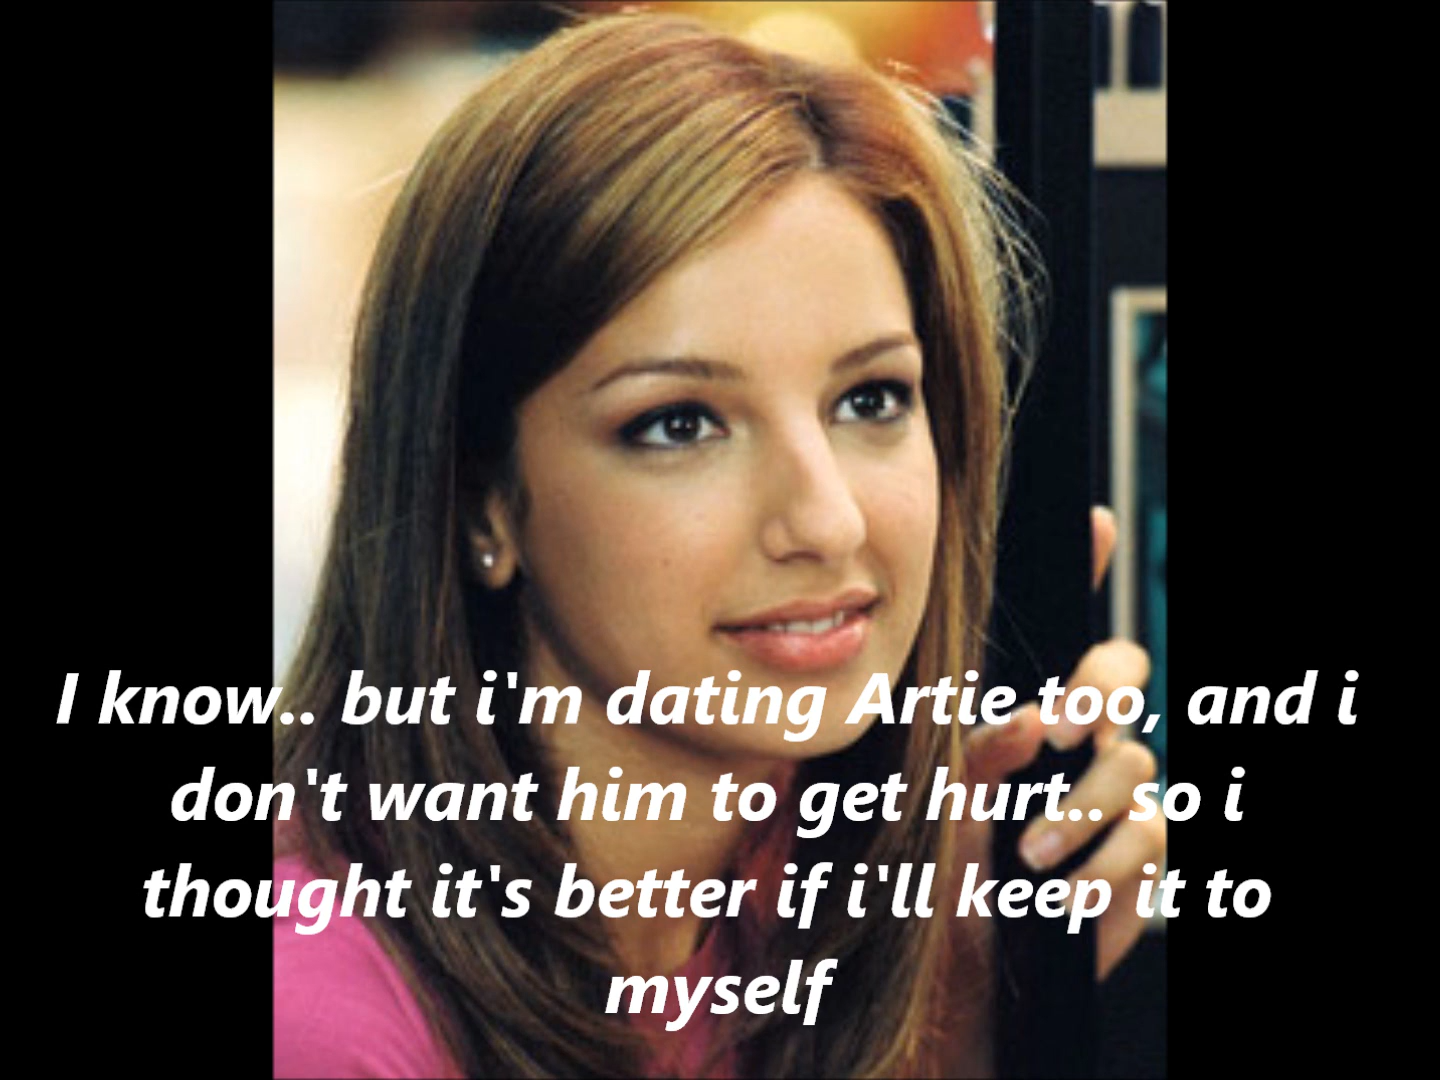 I know.. but i'm dating Artie too, and i
don't want him to get hurt.. so i
thought it's better if i'll keep it to
myself